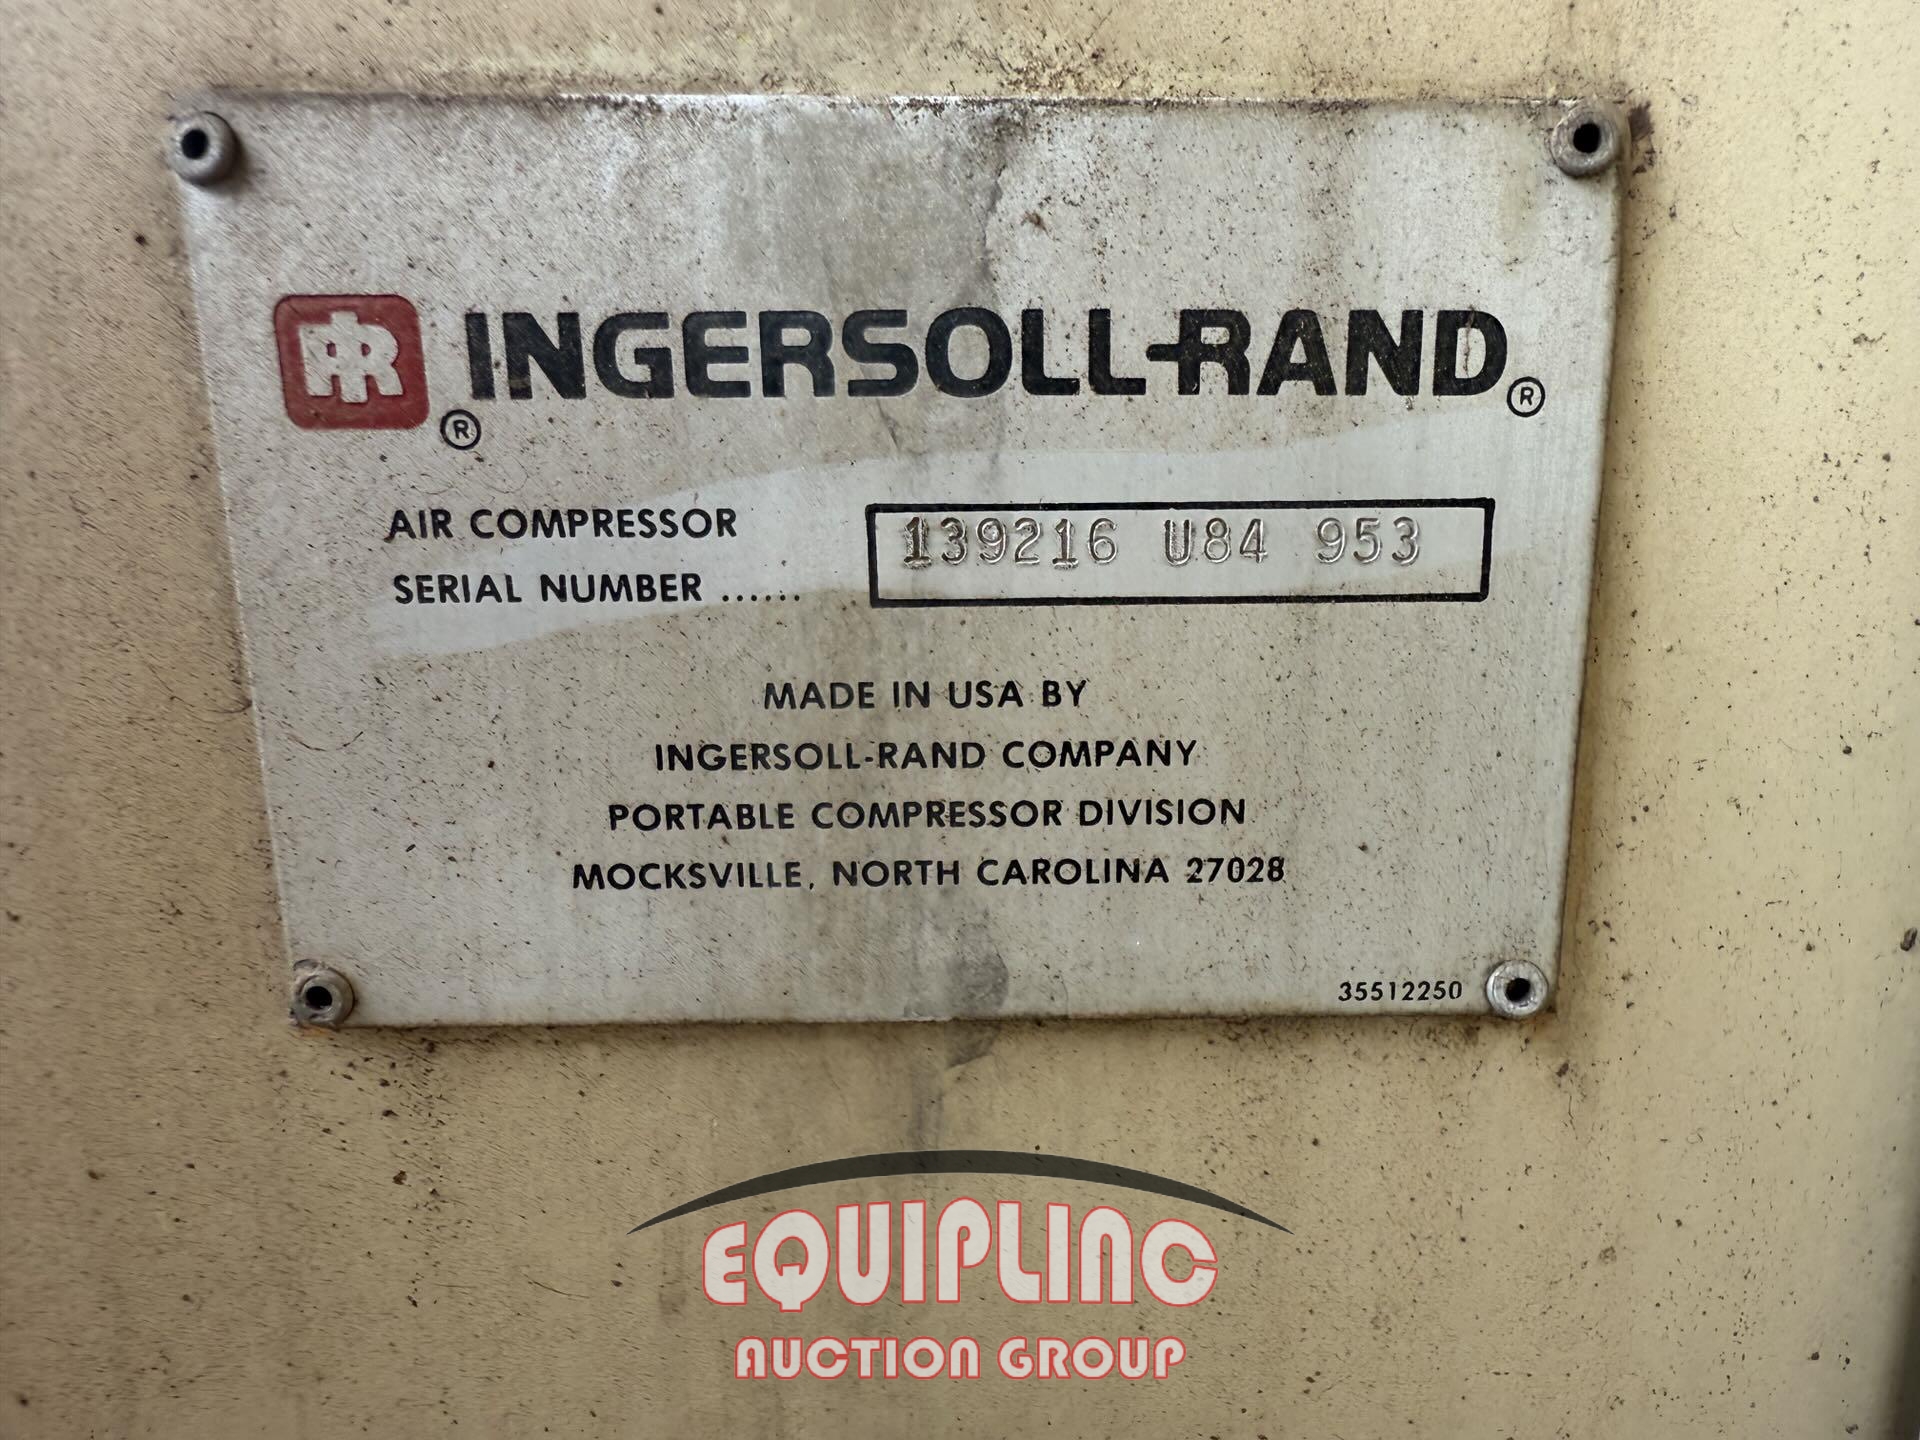 IR ® INGERSOLL-RAND ®
AIR COMPRESSOR
SERIAL NUMBER ...... 139216 U84 953
MADE IN USA BY
INGERSOLL-RAND COMPANY
PORTABLE COMPRESSOR DIVISION
MOCKSVILLE, NORTH CAROLINA 27028
35512250
EQUIPLINC
AUCTION GROUP